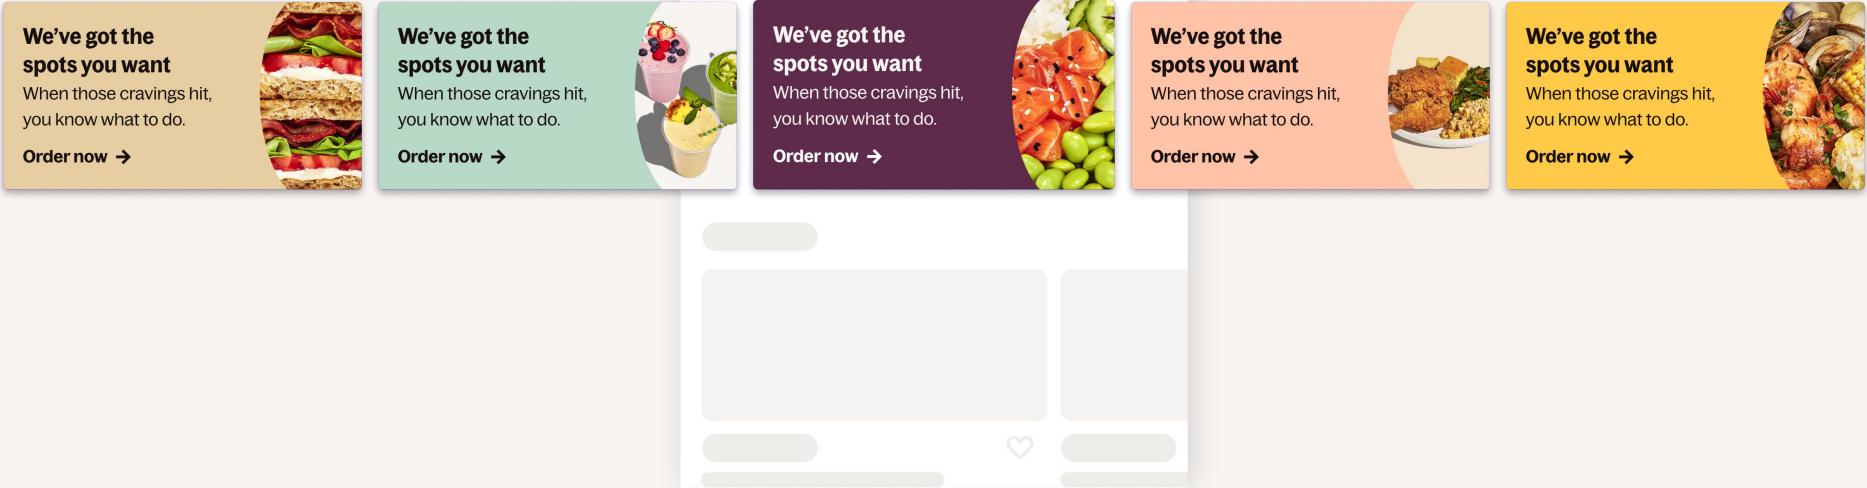 We've got the
spots you want
When those cravings hit,
you know what to do.
Order now →
We've got the
spots you want
When those cravings hit,
you know what to do.
Order now →
We've got the
spots you want
When those cravings hit,
you know what to do.
Order now →
We've got the
spots you want
When those cravings hit,
you know what to do.
Order now →
We've got the
spots you want
When those cravings hit,
you know what to do.
Order now →